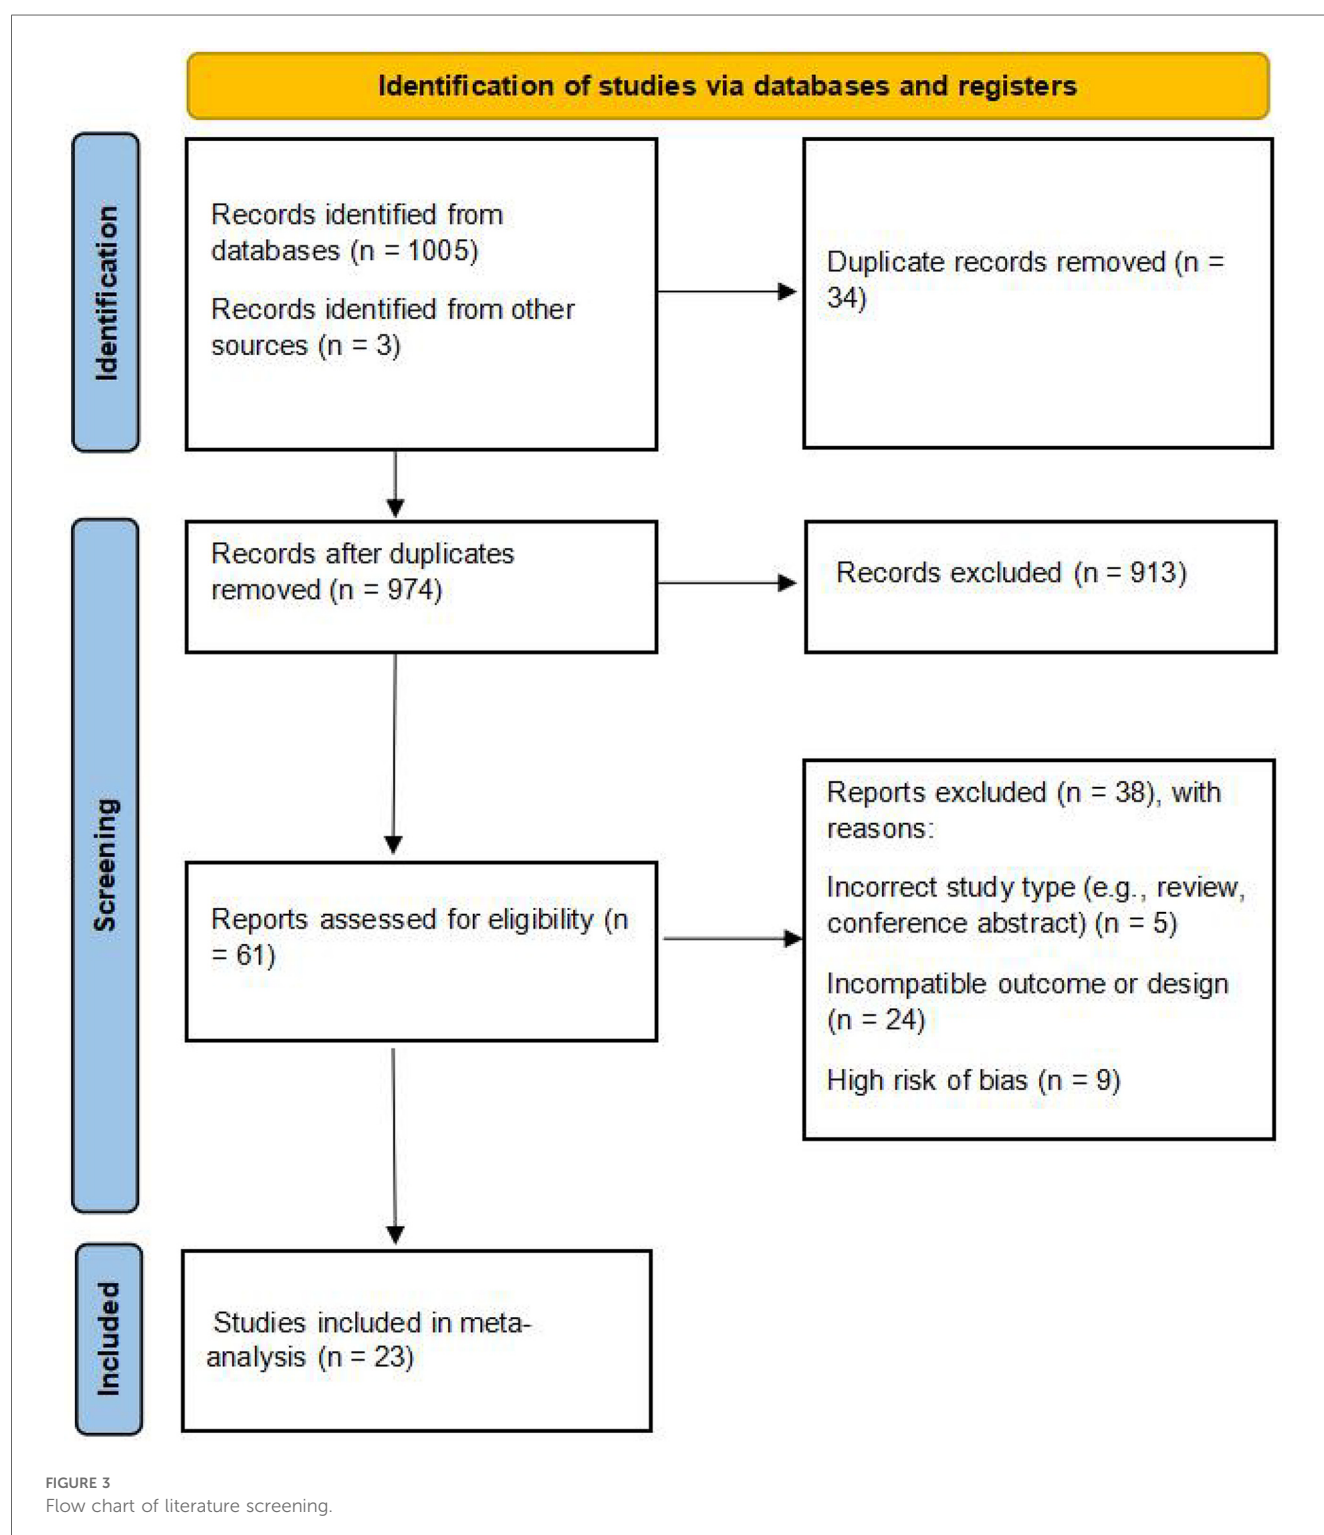 Identification of studies via databases and registers
Identification
Records identified from
databases (n = 1005)
Records identified from other
sources (n = 3)
Duplicate records removed (n =
34)
Screening
Records after duplicates
removed (n = 974)
Records excluded (n = 913)
Reports assessed for eligibility (n
= 61)
Reports excluded (n = 38), with
reasons:
Incorrect study type (e.g., review,
conference abstract) (n = 5)
Incompatible outcome or design
(n = 24)
High risk of bias (n = 9)
Included
Studies included in meta-
analysis (n = 23)
FIGURE 3
Flow chart of literature screening.